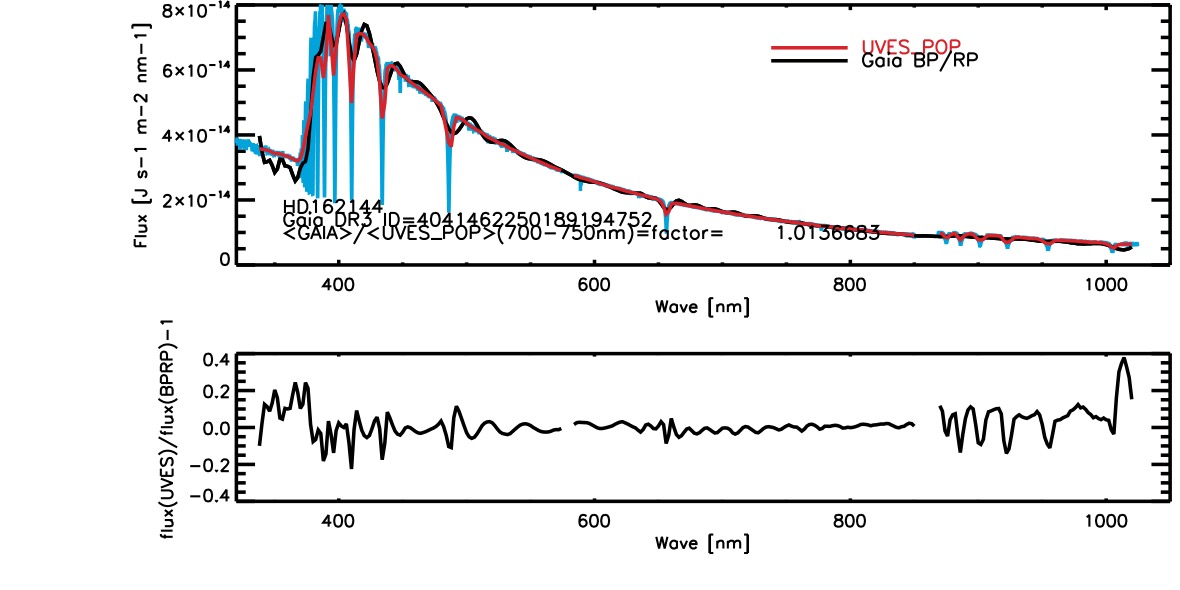 Flux [J s−1 m−2 nm−1]
8×10⁻¹⁴
6×10⁻¹⁴
4×10⁻¹⁴
2×10⁻¹⁴
0
UVES_POP
Gaia BP/RP
HD162144
Gaia DR3 ID=4041462250189194752
<GAIA>/<UVES_POP>(700−750nm)=factor= 1.0136683
400 600 800 1000
Wave [nm]
flux(UVES)/flux(BPRP)−1
0.4
0.2
0.0
−0.2
−0.4
400 600 800 1000
Wave [nm]